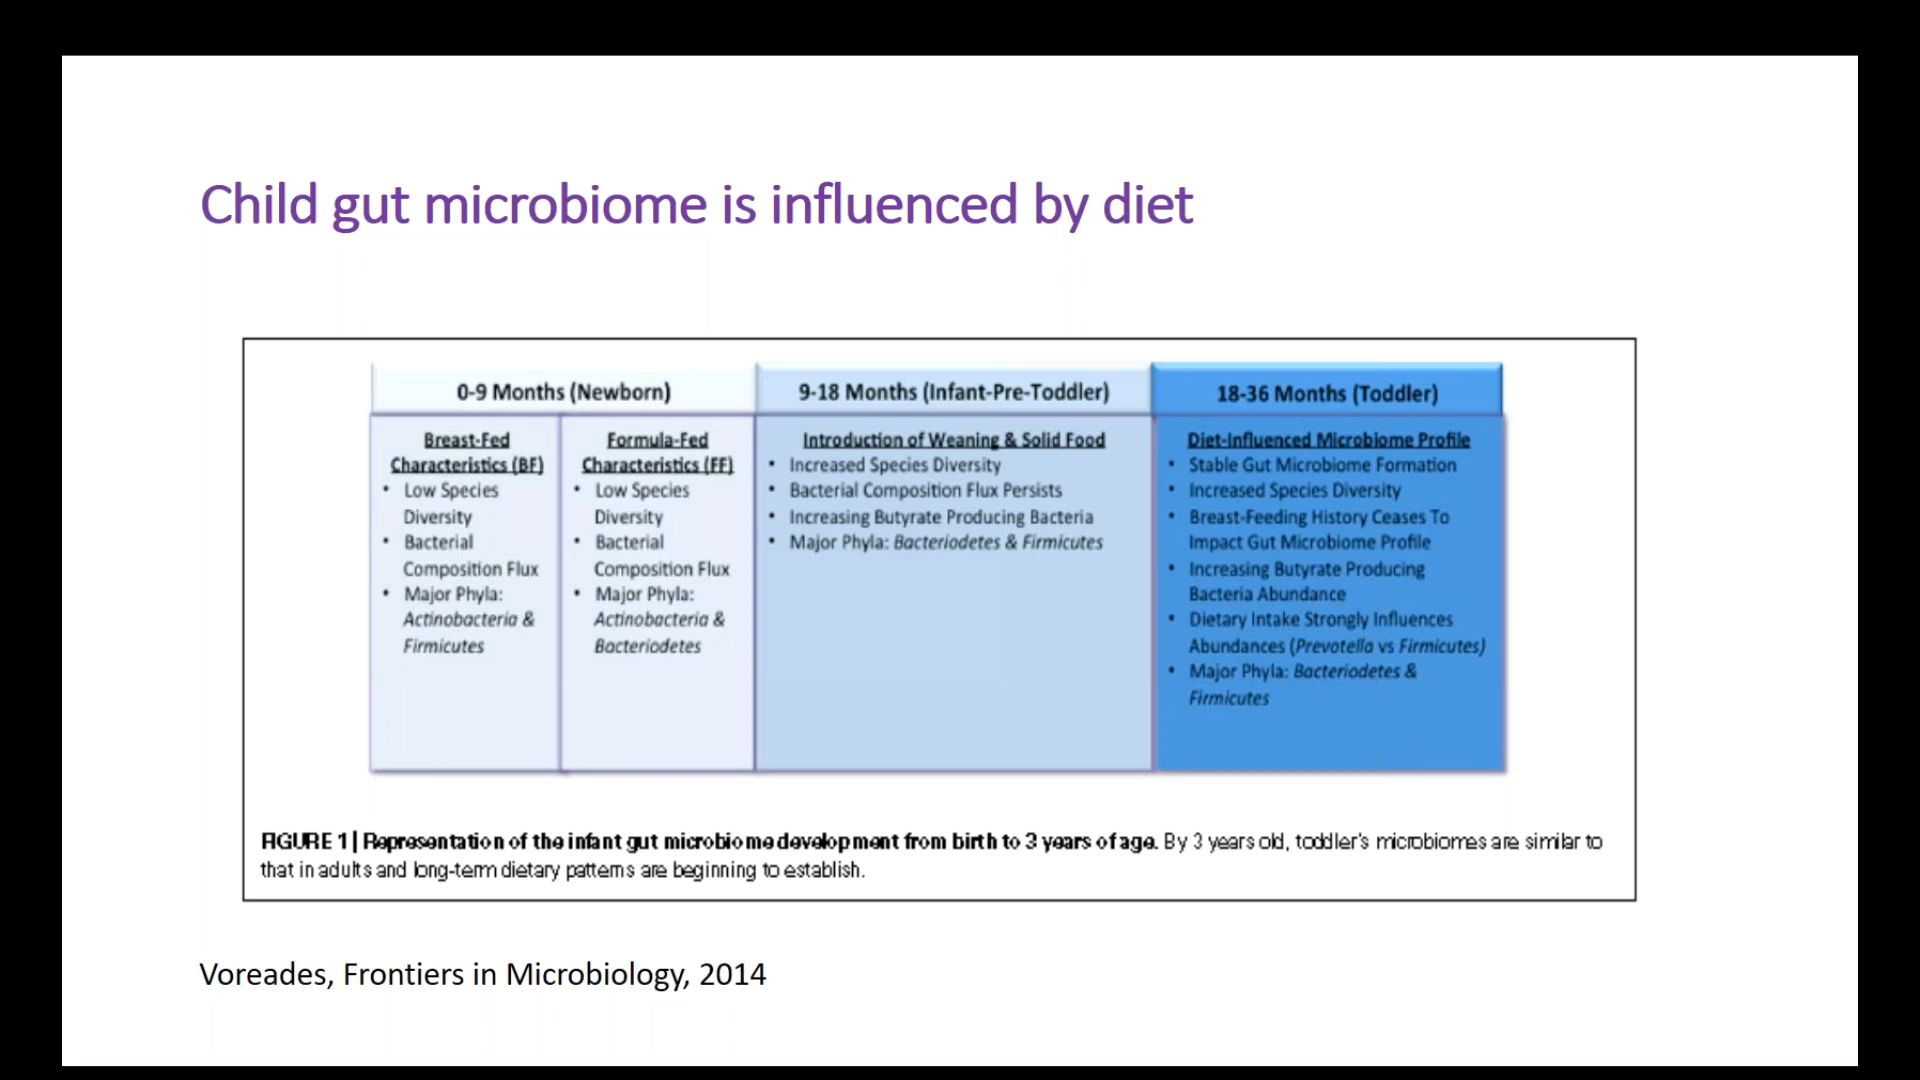 Child gut microbiome is influenced by diet
0-9 Months (Newborn)
9-18 Months (Infant-Pre-Toddler)
18-36 Months (Toddler)
Breast-Fed
Characteristics (BF)
• Low Species
Diversity
• Bacterial
Composition Flux
• Major Phyla:
Actinobacteria &
Firmicutes
Formula-Fed
Characteristics (FF)
• Low Species
Diversity
• Bacterial
Composition Flux
• Major Phyla:
Actinobacteria &
Bacteriodetes
Introduction of Weaning & Solid Food
• Increased Species Diversity
• Bacterial Composition Flux Persists
• Increasing Butyrate Producing Bacteria
• Major Phyla: Bacteriodetes & Firmicutes
Diet-Influenced Microbiome Profile
• Stable Gut Microbiome Formation
• Increased Species Diversity
• Breast-Feeding History Ceases To
Impact Gut Microbiome Profile
• Increasing Butyrate Producing
Bacteria Abundance
• Dietary Intake Strongly Influences
Abundances (Prevotella vs Firmicutes)
• Major Phyla: Bacteriodetes &
Firmicutes
FIGURE 1 | Representation of the infant gut microbiome development from birth to 3 years of age. By 3 years old, toddler's microbiomes are similar to
that in adults and long-term dietary patterns are beginning to establish.
Voreades, Frontiers in Microbiology, 2014